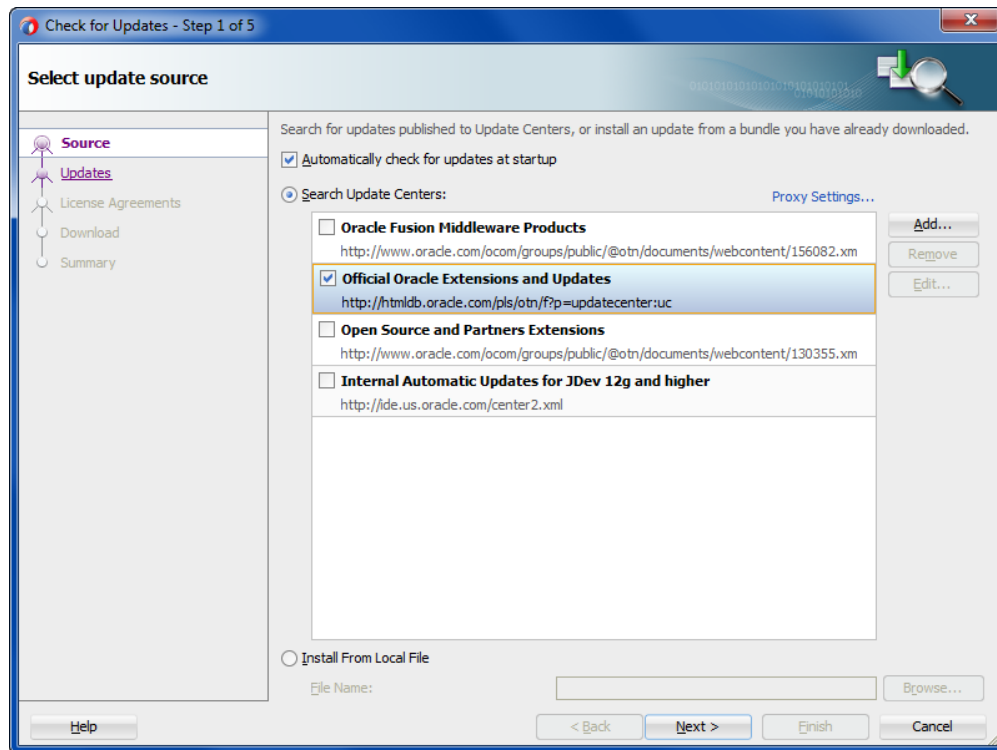 Check for Updates - Step 1 of 5
Select update source
Source
Updates
License Agreements
Download
Summary
Search for updates published to Update Centers, or install an update from a bundle you have already downloaded.
Automatically check for updates at startup
Search Update Centers:
Proxy Settings...
Oracle Fusion Middleware Products
http://www.oracle.com/ocom/groups/public/@otn/documents/webcontent/156082.xm
Official Oracle Extensions and Updates
http://htmldb.oracle.com/pls/otn/f?p=updatecenter:uc
Open Source and Partners Extensions
http://www.oracle.com/ocom/groups/public/@otn/documents/webcontent/130355.xm
Internal Automatic Updates for JDev 12g and higher
http://ide.us.oracle.com/center2.xml
Add...
Remove
Edit...
Install From Local File
File Name:
Browse...
Help
< Back
Next >
Finish
Cancel